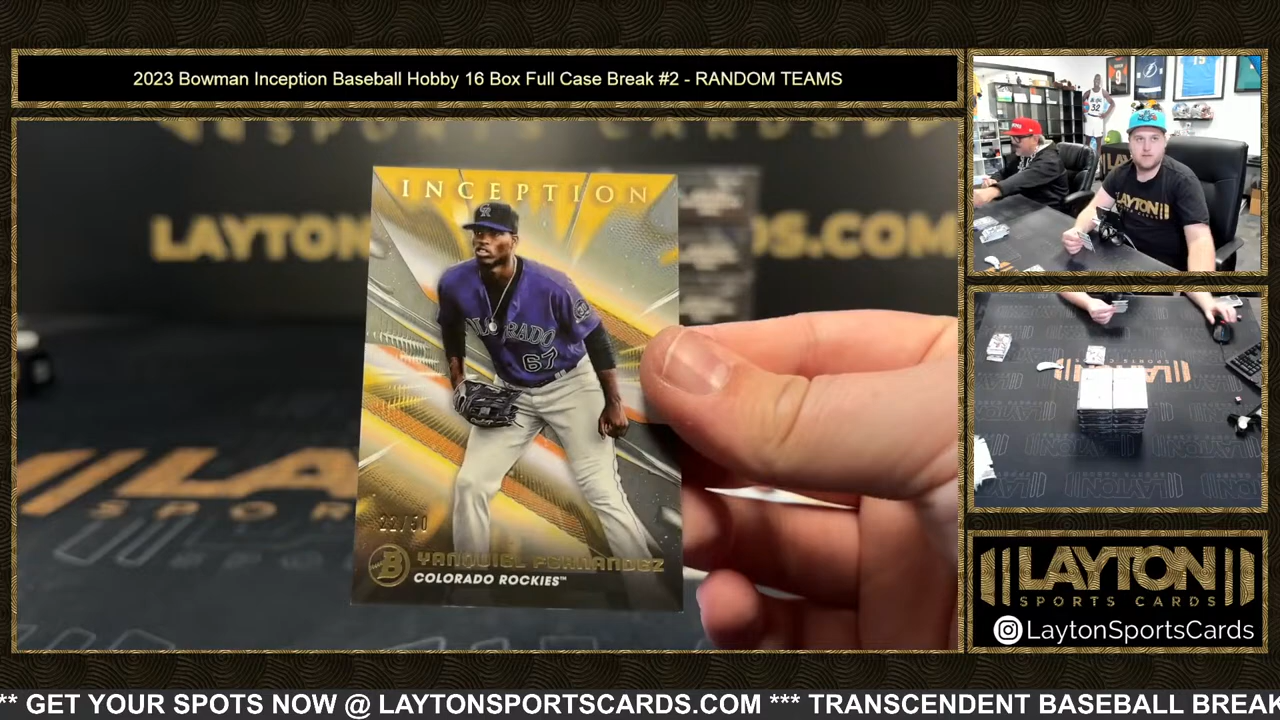 2023 Bowman Inception Baseball Hobby 16 Box Full Case Break #2 - RANDOM TEAMS
INCEPTION
COLORADO
67
YANQUIEL FERNANDEZ
COLORADO ROCKIES™
LAYTON
SPORTS CARDS
LaytonSportsCards
** GET YOUR SPOTS NOW @ LAYTONSPORTSCARDS.COM *** TRANSCENDENT BASEBALL BREAK